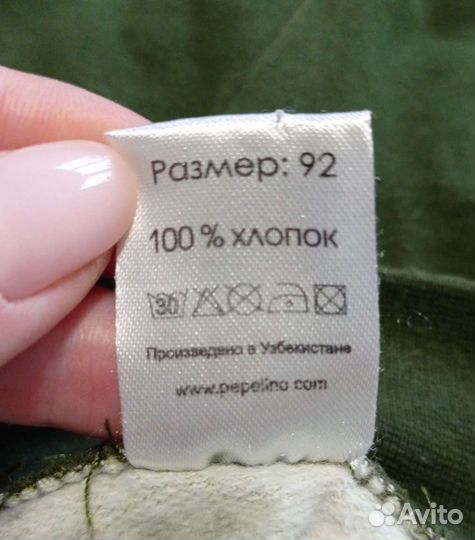 Размер: 92
100 % хлопок
30
Произведено в Узбекистане
www.pepelino.com
Avito